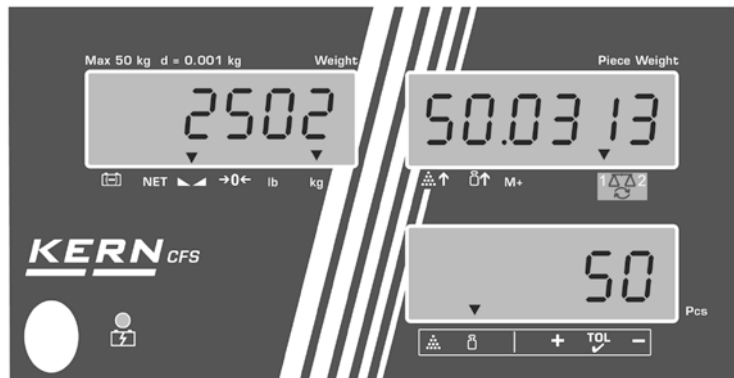 Max 50 kg d = 0.001 kg Weight
Piece Weight
2502
50.0313
NET →0← lb kg
M+
1 2
KERN CFS
50
Pcs
+ TOL −